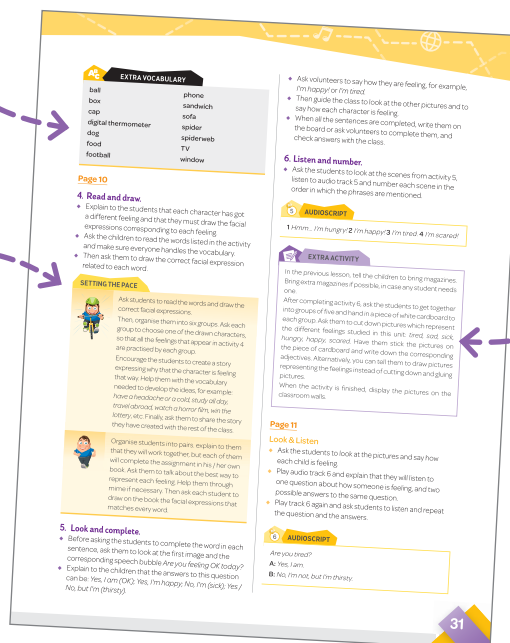 ABC
EXTRA VOCABULARY
ball
box
cap
digital thermometer
dog
food
football
phone
sandwich
sofa
spider
spiderweb
TV
window
Page 10
4. Read and draw.
Explain to the students that each character has got
a different feeling and that they must draw the facial
expressions corresponding to each feeling.
Ask the children to read the words listed in the activity
and make sure everyone handles the vocabulary.
Then ask them to draw the correct facial expression
related to each word.
SETTING THE PACE
Ask students to read the words and draw the
correct facial expressions.
Then, organise them into six groups. Ask each
group to choose one of the drawn characters,
so that all the feelings that appear in activity 4
are practised by each group.
Encourage the students to create a story
expressing why that the character is feeling
that way. Help them with the vocabulary
needed to develop the ideas, for example:
have a headache or a cold, study all day,
travel abroad, watch a horror film, win the
lottery, etc. Finally, ask them to share the story
they have created with the rest of the class.
Organise students into pairs, explain to them
that they will work together, but each of them
will complete the assignment in his / her own
book. Ask them to talk about the best way to
represent each feeling. Help them through
mime if necessary. Then ask each student to
draw on the book the facial expressions that
matches every word.
5. Look and complete.
Before asking the students to complete the word in each
sentence, ask them to look at the first image and the
corresponding speech bubble Are you feeling OK today?
Explain to the children that the answers to this question
can be: Yes, I am (OK); Yes, I'm happy; No, I'm (sick); Yes /
No, but I'm (thirsty).
Ask volunteers to say how they are feeling, for example,
I'm happy! or I'm tired.
Then guide the class to look at the other pictures and to
say how each character is feeling.
When all the sentences are completed, write them on
the board or ask volunteers to complete them, and
check answers with the class.
6. Listen and number.
Ask the students to look at the scenes from activity 5,
listen to audio track 5 and number each scene in the
order in which the phrases are mentioned.
5 AUDIOSCRIPT
1 Hmm... I'm hungry! 2 I'm happy! 3 I'm tired. 4 I'm scared!
EXTRA ACTIVITY
In the previous lesson, tell the children to bring magazines.
Bring extra magazines if possible, in case any student needs
one.
After completing activity 6, ask the students to get together
into groups of five and hand in a piece of white cardboard to
each group. Ask them to cut down pictures which represent
the different feelings studied in this unit: tired, sad, sick,
hungry, happy, scared. Have them stick the pictures on
the piece of cardboard and write down the corresponding
adjectives. Alternatively, you can tell them to draw pictures
representing the feelings instead of cutting down and gluing
pictures.
When the activity is finished, display the pictures on the
classroom walls.
Page 11
Look & Listen
Ask the students to look at the pictures and say how
each child is feeling.
Play audio track 6 and explain that they will listen to
one question about how someone is feeling, and two
possible answers to the same question.
Play track 6 again and ask students to listen and repeat
the question and the answers.
6 AUDIOSCRIPT
Are you tired?
A: Yes, I am.
B: No, I'm not, but I'm thirsty.
31